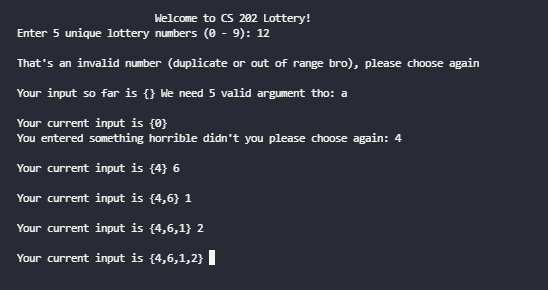 Welcome to CS 202 Lottery!
Enter 5 unique lottery numbers (0 - 9): 12
That's an invalid number (duplicate or out of range bro), please choose again
Your input so far is {} We need 5 valid argument tho: a
Your current input is {0}
You entered something horrible didn't you please choose again: 4
Your current input is {4} 6
Your current input is {4,6} 1
Your current input is {4,6,1} 2
Your current input is {4,6,1,2}